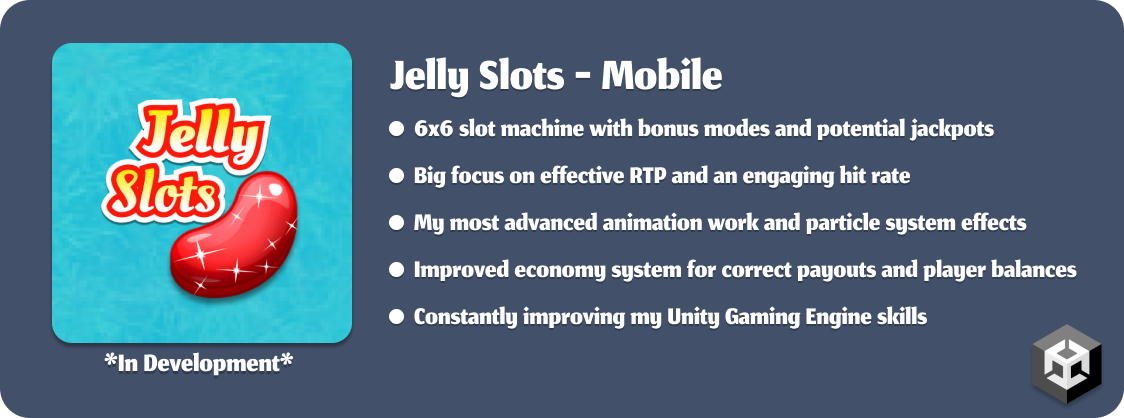 Jelly
Slots
*In Development*
Jelly Slots - Mobile
6x6 slot machine with bonus modes and potential jackpots
Big focus on effective RTP and an engaging hit rate
My most advanced animation work and particle system effects
Improved economy system for correct payouts and player balances
Constantly improving my Unity Gaming Engine skills